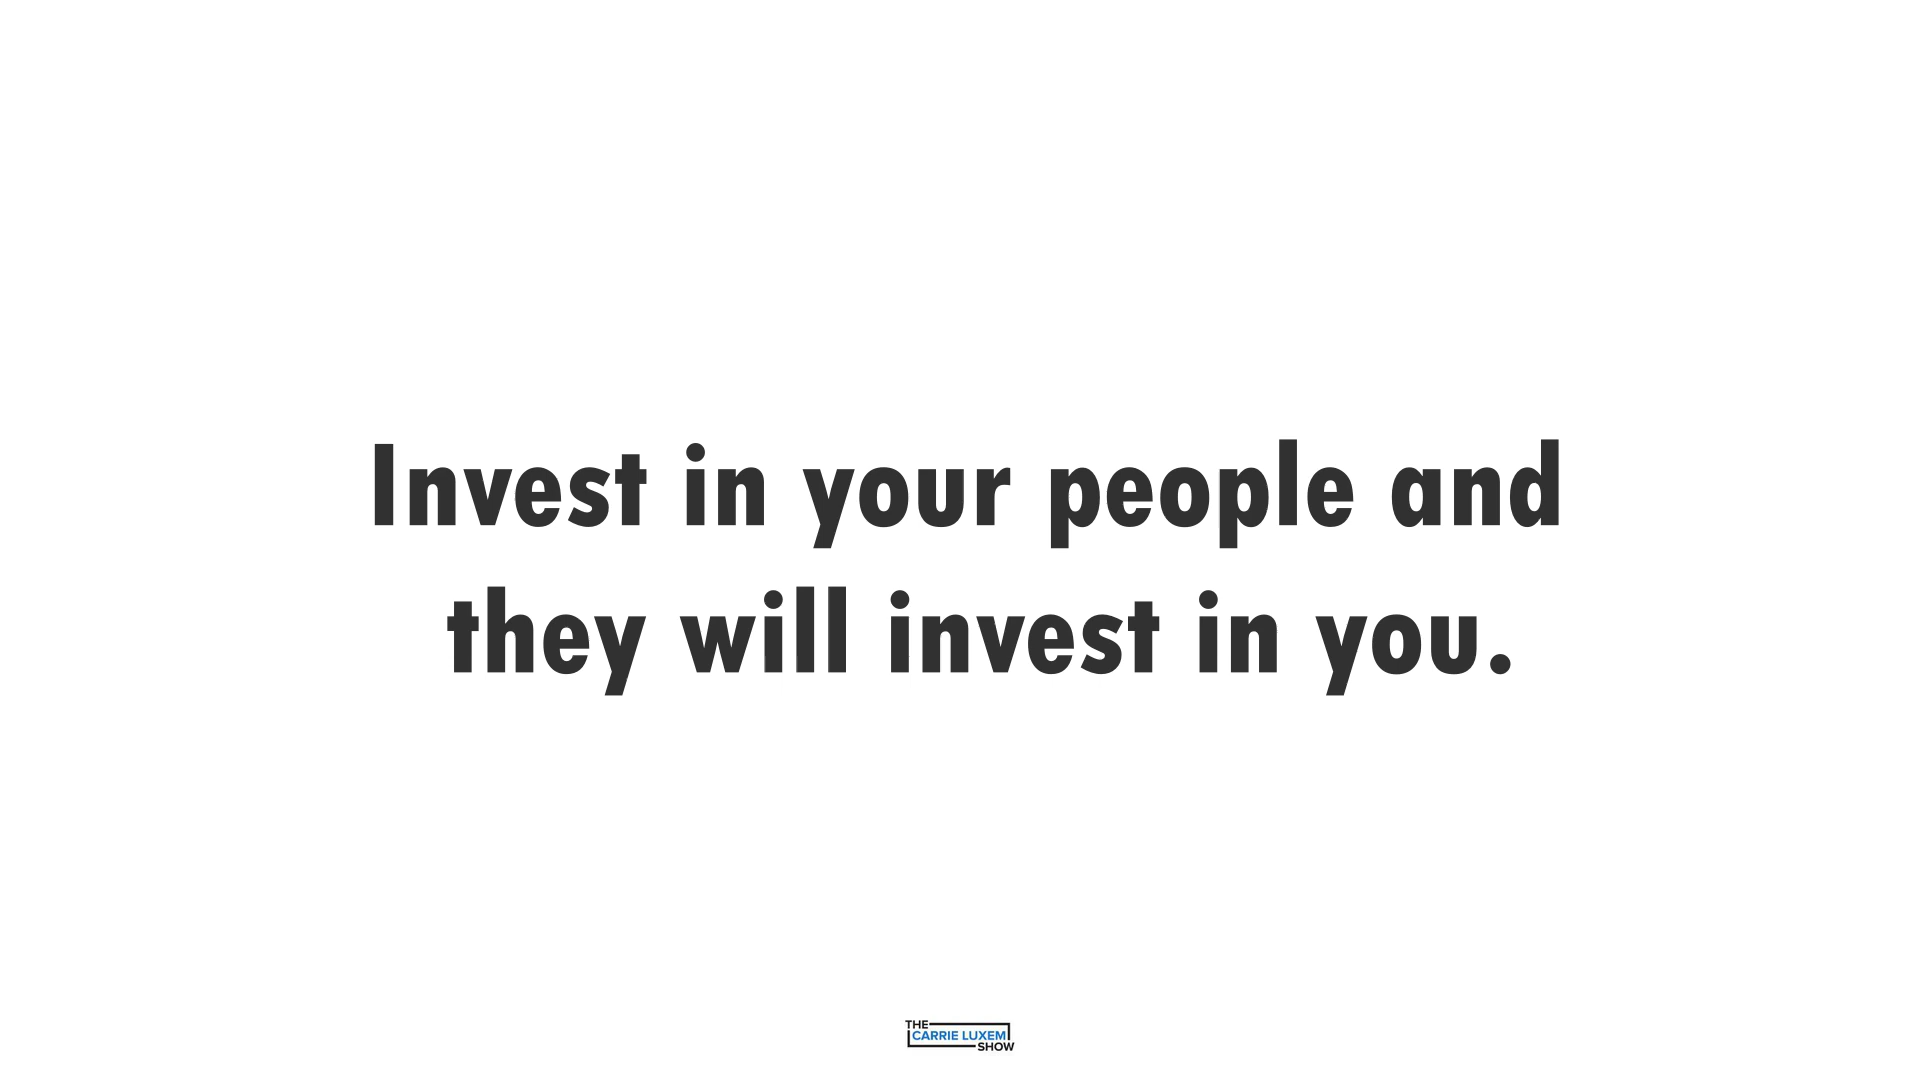 Invest in your people and
they will invest in you.
THE
CARRIE LUXEM
SHOW